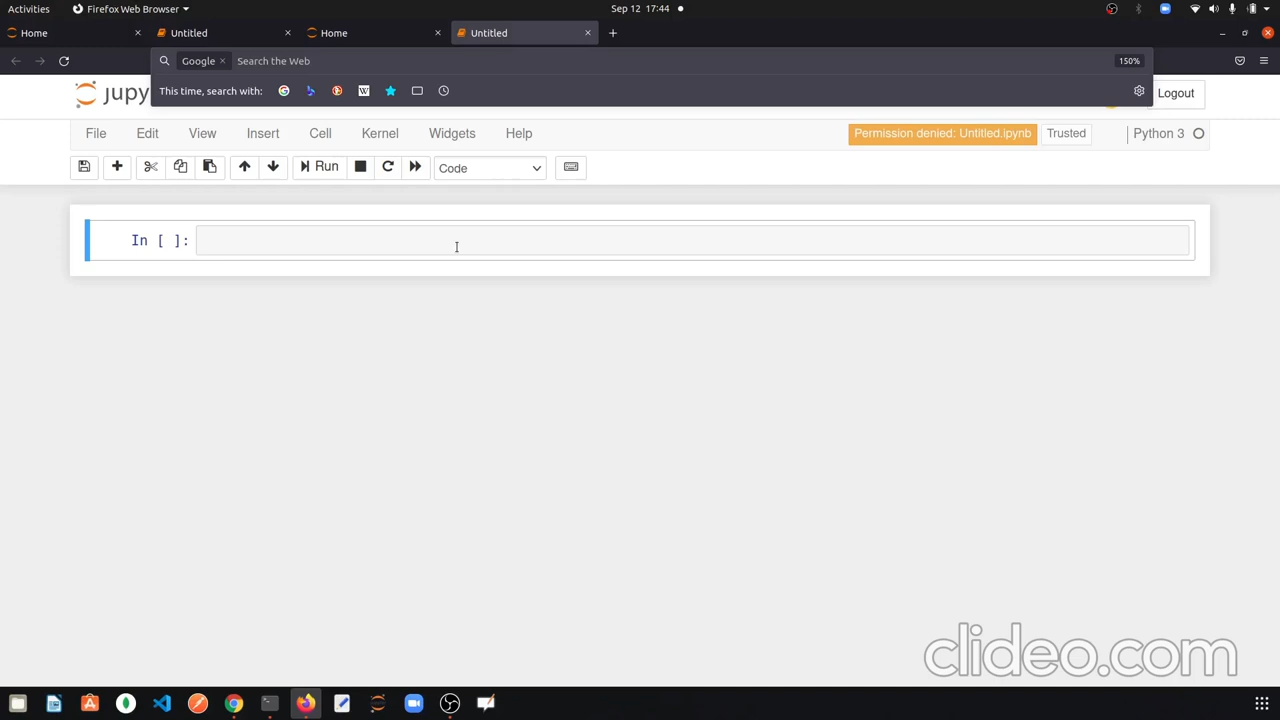 Activities Firefox Web Browser Sep 12 17:44
Home Untitled Home Untitled
Google Search the Web 150%
This time, search with:
jupy Logout
File Edit View Insert Cell Kernel Widgets Help Permission denied: Untitled.ipynb Trusted Python 3
Run Code
In [ ]:
clideo.com